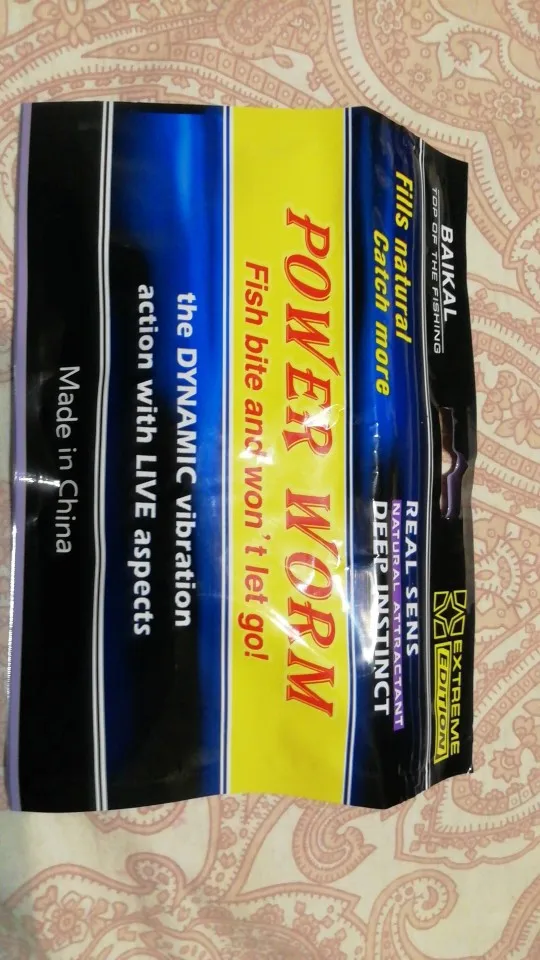 BAIKAL
TOP OF THE FISHING
EXTREME
EDITION
Fills natural
Catch more
REAL SENS
NATURAL ATTRACTANT
DEEP INSTINCT
POWER WORM
Fish bite and won't let go!
the DYNAMIC vibration
action with LIVE aspects
Made in China